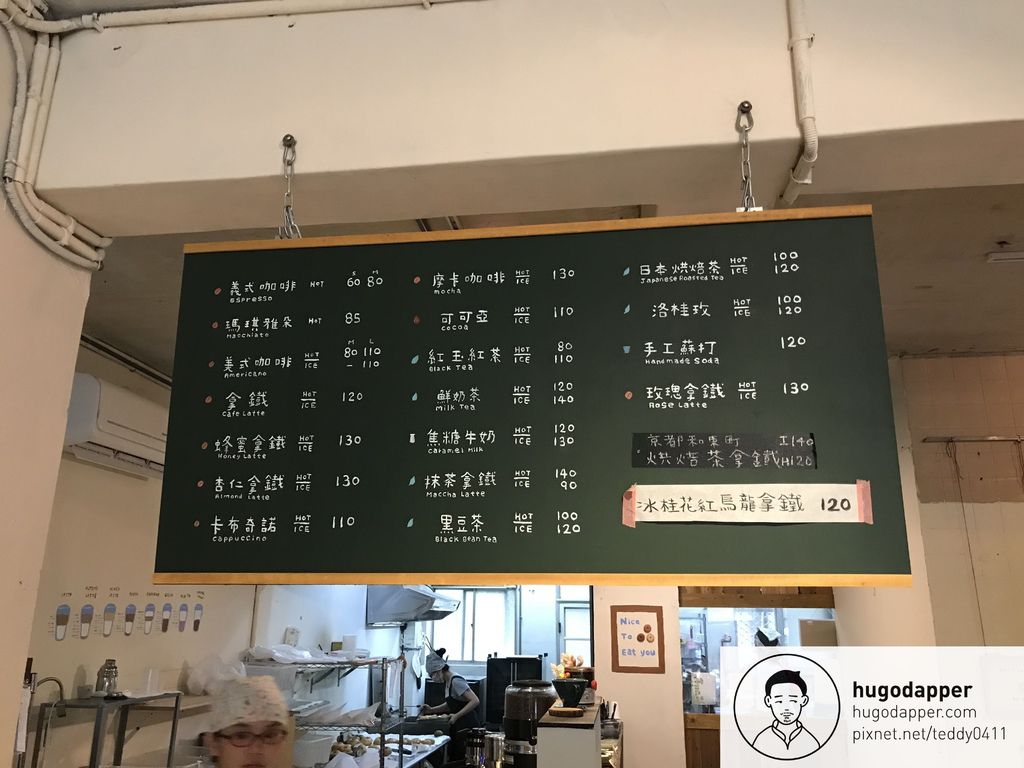 義式咖啡 HOT S 60 M 80
Espresso
瑪琪雅朵 HOT 85
Macchiato
美式咖啡 HOT M 80 L 110
ICE - 110
Americano
拿鐵 HOT ICE 120
Cafe Latte
蜂蜜拿鐵 HOT ICE 130
Honey Latte
杏仁拿鐵 HOT ICE 130
Almond Latte
卡布奇諾 HOT ICE 110
Cappuccino
摩卡咖啡 HOT ICE 130
mocha
可可亞 HOT ICE 110
cocoa
紅玉紅茶 HOT 80
ICE 110
Black Tea
鮮奶茶 HOT 120
ICE 140
Milk Tea
焦糖牛奶 HOT 120
ICE 130
Caramel Milk
抹茶拿鐵 HOT 140
ICE 90
Maccha Latte
黑豆茶 HOT 100
ICE 120
Black Bean Tea
日本烘焙茶 HOT 100
ICE 120
Japanese Roasted Tea
洛桂玫 HOT 100
ICE 120
手工蘇打 120
Handmade Soda
玫瑰拿鐵 HOT ICE 130
Rose Latte
京都和束町 I140
烘焙茶拿鐵 H120
冰桂花紅烏龍拿鐵 120
Nice
To
Eat you
hugodapper
hugodapper.com
pixnet.net/teddy0411